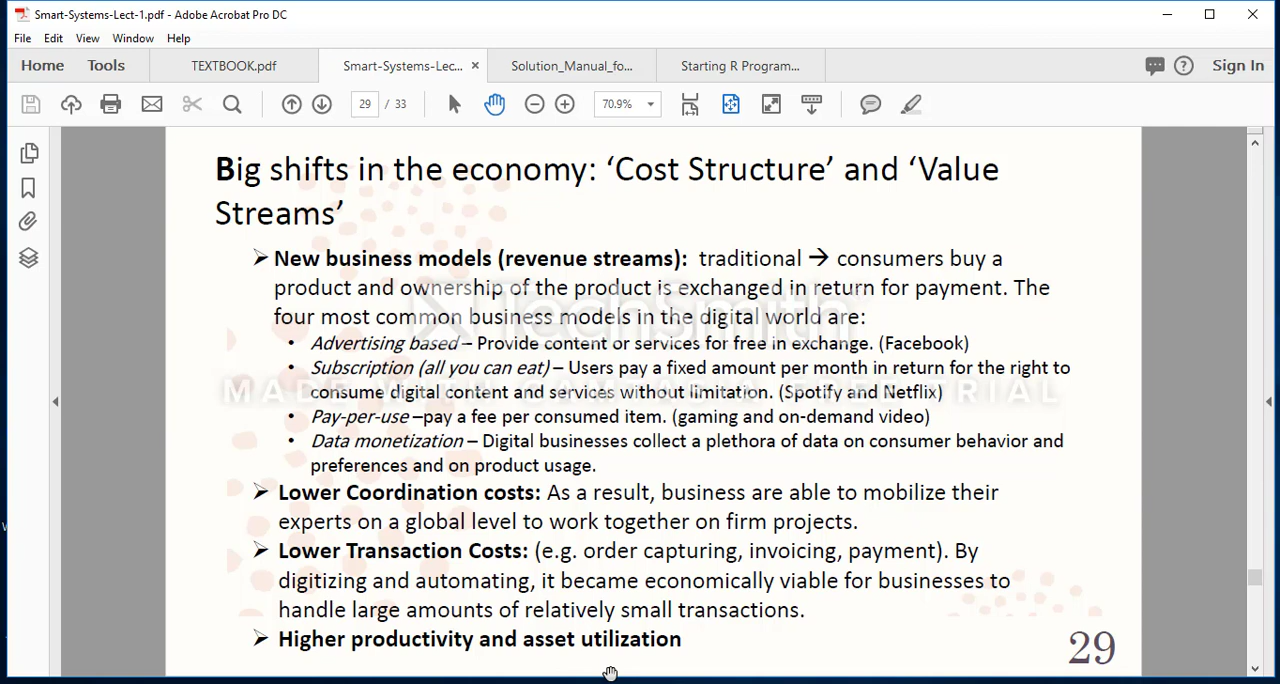 Smart-Systems-Lect-1.pdf - Adobe Acrobat Pro DC
File Edit View Window Help
Home Tools TEXTBOOK.pdf Smart-Systems-Lec... × Solution_Manual_fo... Starting R Program... Sign In
29 / 33 70.9%
Big shifts in the economy: ‘Cost Structure’ and ‘Value
Streams’
➢ New business models (revenue streams): traditional → consumers buy a
product and ownership of the product is exchanged in return for payment. The
four most common business models in the digital world are:
• Advertising based – Provide content or services for free in exchange. (Facebook)
• Subscription (all you can eat) – Users pay a fixed amount per month in return for the right to
consume digital content and services without limitation. (Spotify and Netflix)
• Pay-per-use –pay a fee per consumed item. (gaming and on-demand video)
• Data monetization – Digital businesses collect a plethora of data on consumer behavior and
preferences and on product usage.
➢ Lower Coordination costs: As a result, business are able to mobilize their
experts on a global level to work together on firm projects.
➢ Lower Transaction Costs: (e.g. order capturing, invoicing, payment). By
digitizing and automating, it became economically viable for businesses to
handle large amounts of relatively small transactions.
➢ Higher productivity and asset utilization
29
TechSmith
MADE WITH CAMTASIA FREE TRIAL